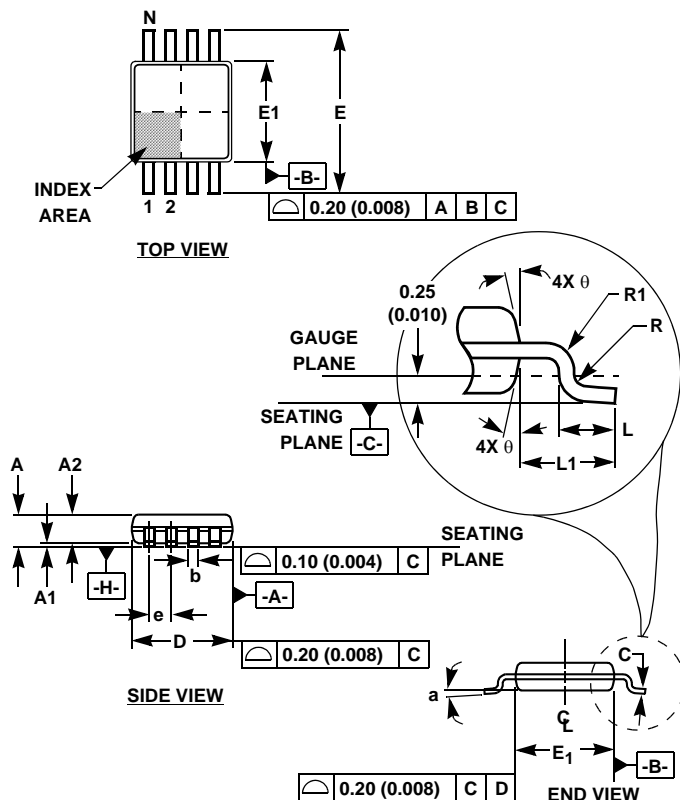 N
E1
E
-B-
INDEX
AREA
1 2
0.20 (0.008) A B C
TOP VIEW
0.25
(0.010)
4X θ
R1
R
GAUGE
PLANE
SEATING
PLANE
-C-
4X θ
L
L1
A
A2
SEATING
PLANE
A1
-H-
b
0.10 (0.004) C
-A-
e
D
0.20 (0.008) C
SIDE VIEW
C
a
C
L
E1
-B-
0.20 (0.008) C D
END VIEW